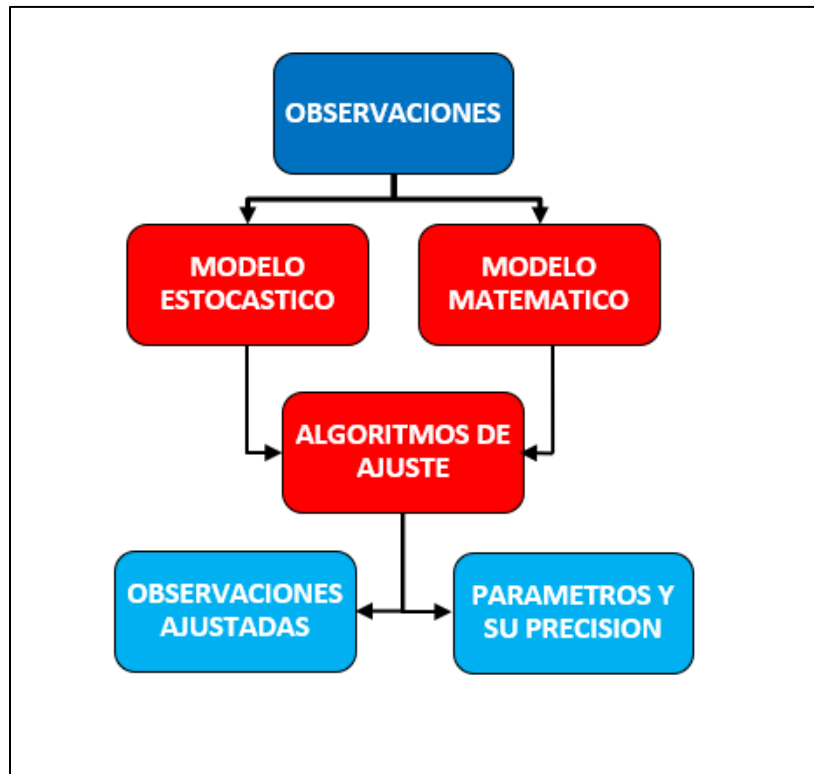 OBSERVACIONES
MODELO
ESTOCASTICO
MODELO
MATEMATICO
ALGORITMOS DE
AJUSTE
OBSERVACIONES
AJUSTADAS
PARAMETROS Y
SU PRECISION